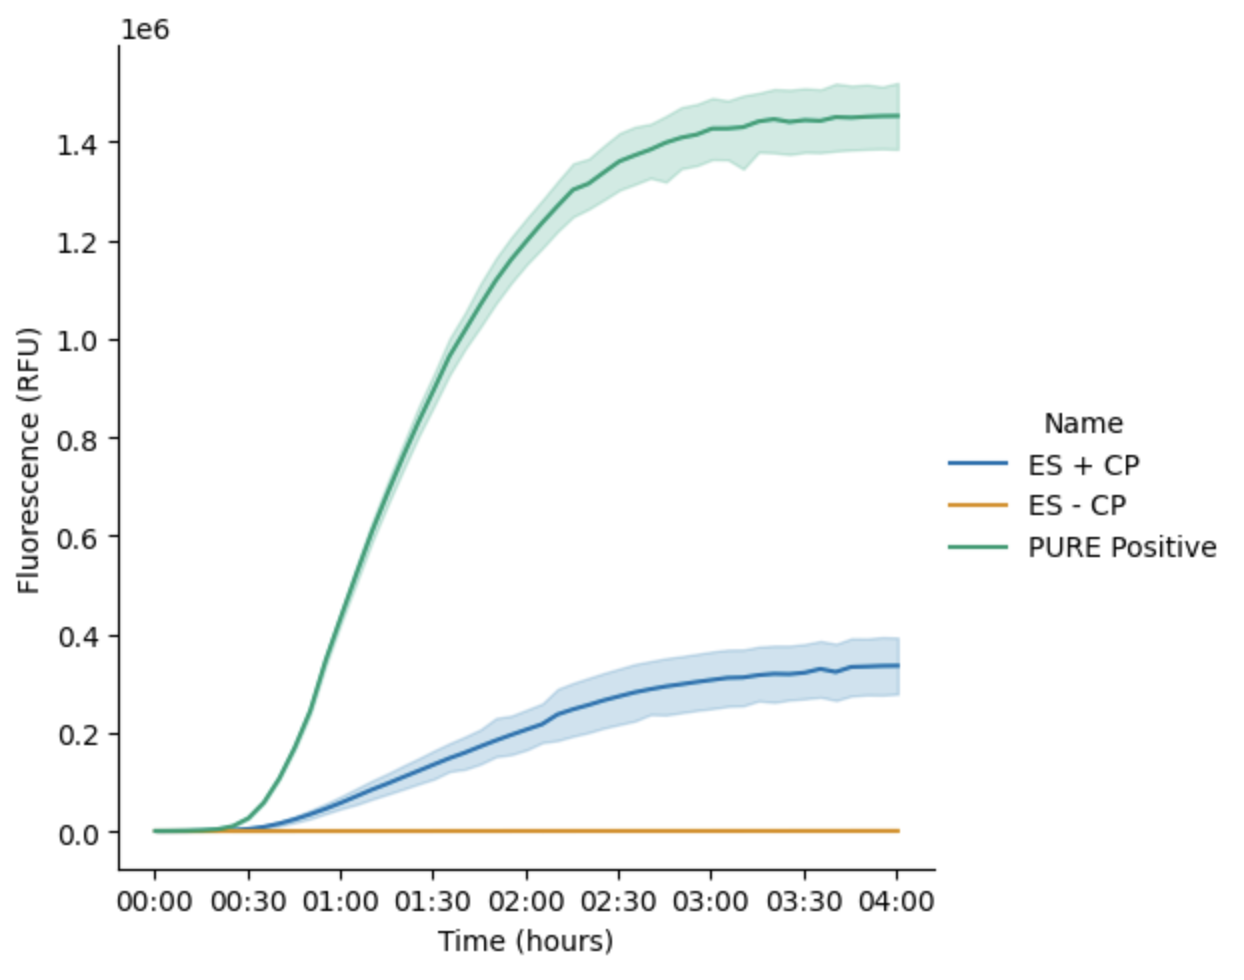 1e6
1.4
1.2
1.0
0.8
0.6
0.4
0.2
0.0
Fluorescence (RFU)
00:00 00:30 01:00 01:30 02:00 02:30 03:00 03:30 04:00
Time (hours)
Name
ES + CP
ES - CP
PURE Positive